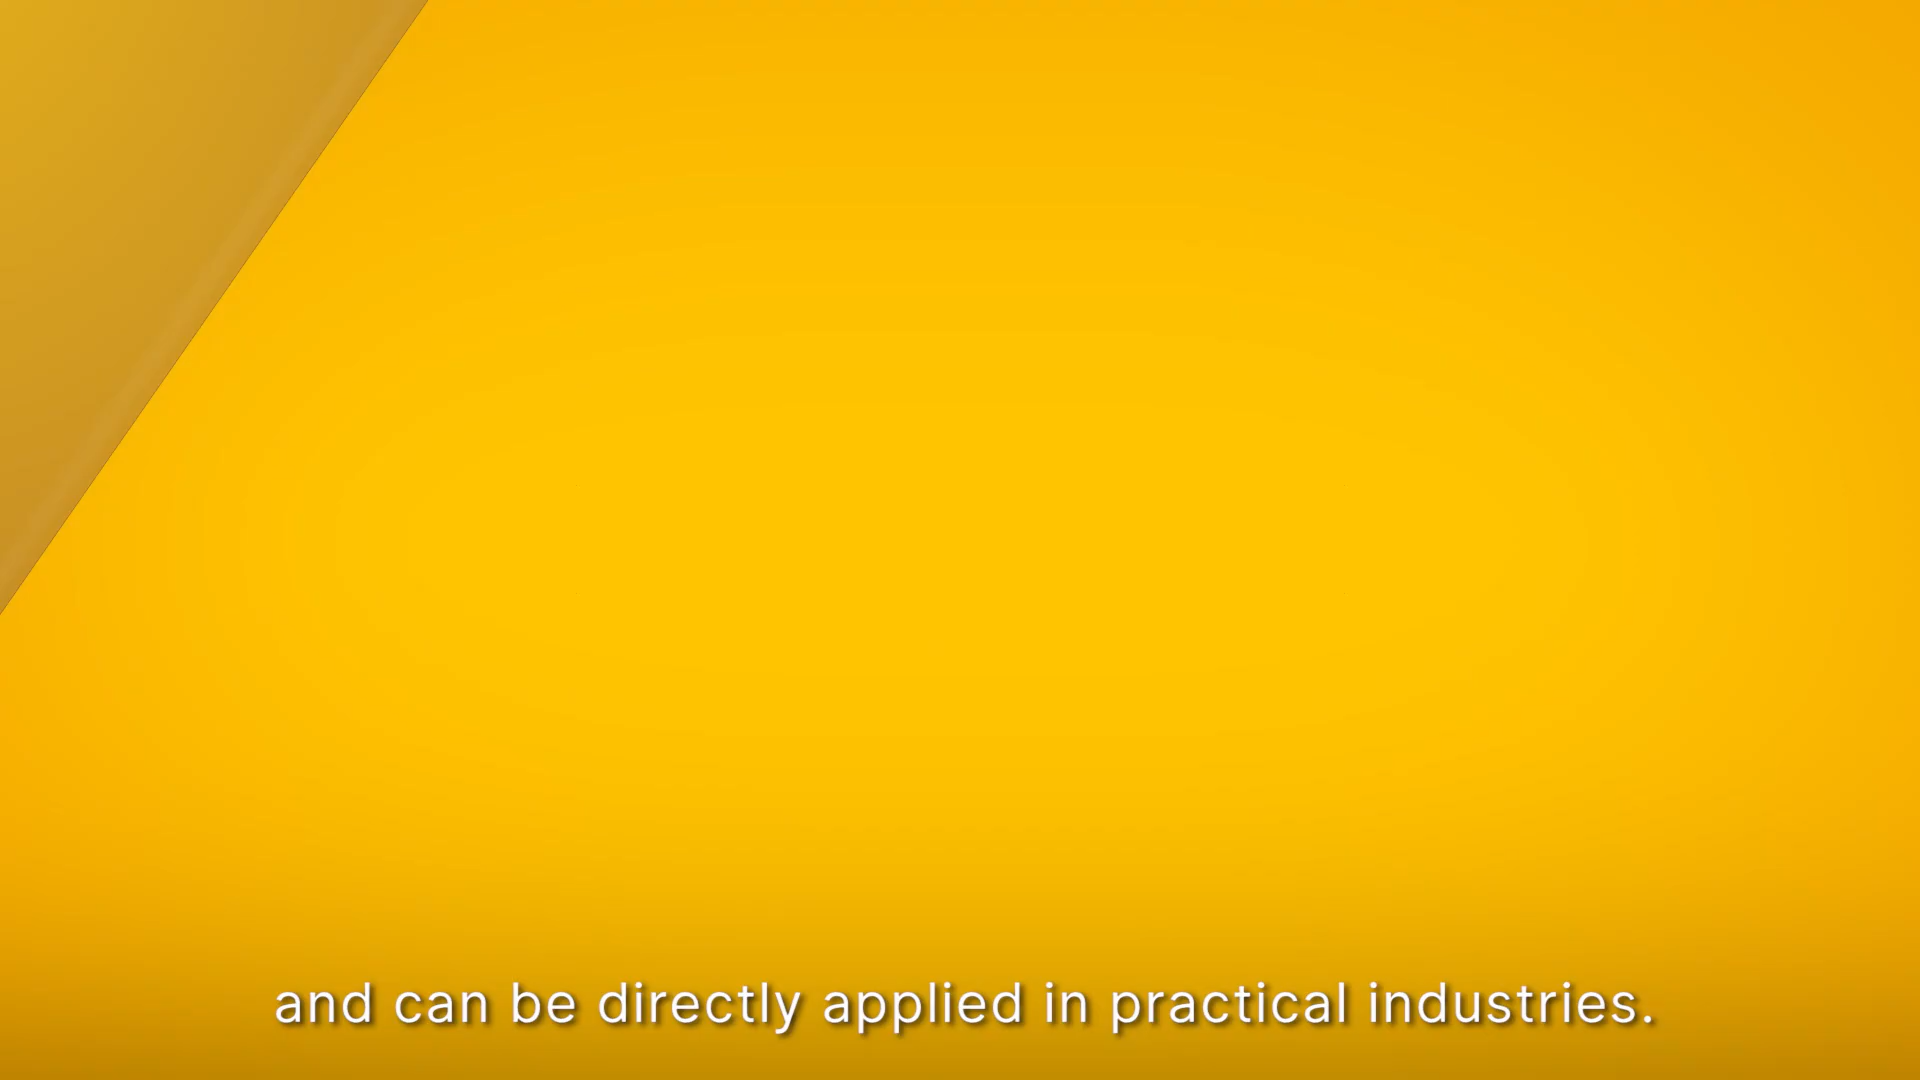 and can be directly applied in practical industries.